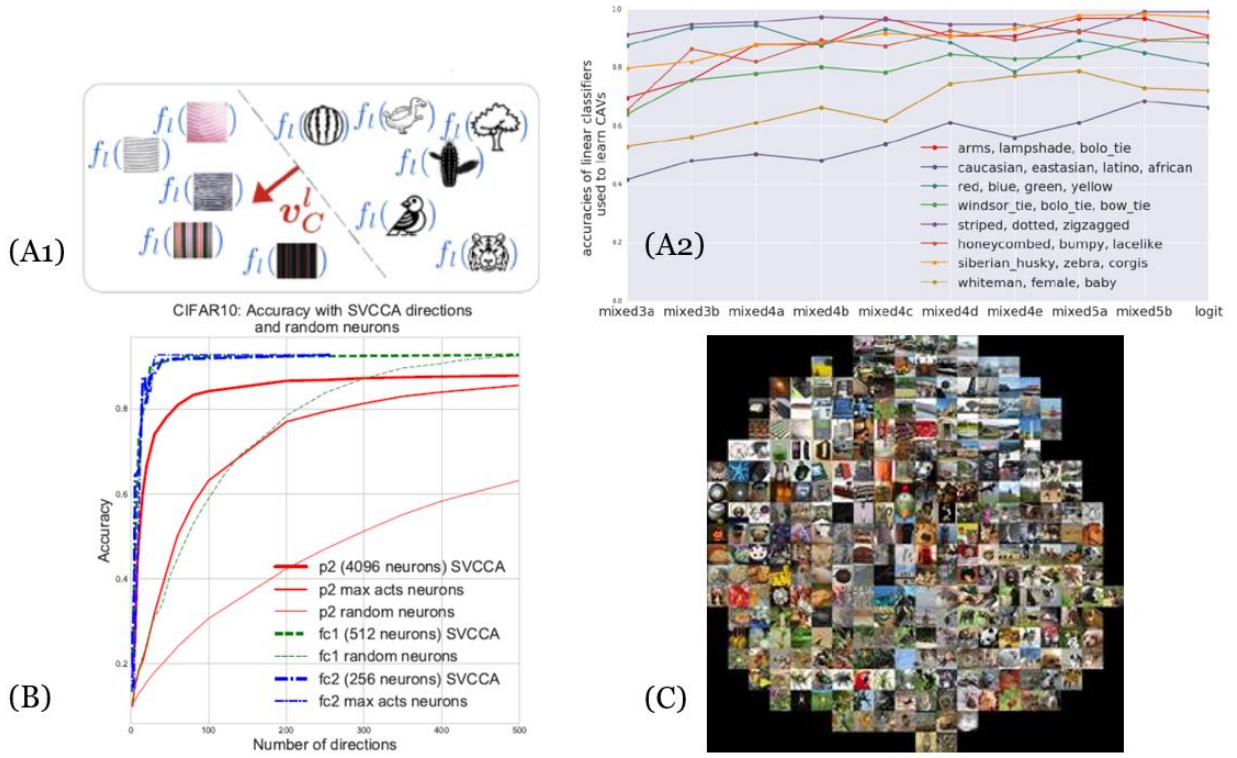 f_l( )
f_l( )
f_l( )
f_l( )
f_l( )
f_l( )
f_l( )
f_l( )
f_l( )
f_l( )
f_l( )
v_C^l
(A1)
1.0
0.8
0.6
0.4
0.2
0.0
accuracies of linear classifiers
used to learn CAVs
arms, lampshade, bolo_tie
caucasian, eastasian, latino, african
red, blue, green, yellow
windsor_tie, bolo_tie, bow_tie
striped, dotted, zigzagged
honeycombed, bumpy, lacelike
siberian_husky, zebra, corgis
whiteman, female, baby
(A2)
mixed3a mixed3b mixed4a mixed4b mixed4c mixed4d mixed4e mixed5a mixed5b logit
CIFAR10: Accuracy with SVCCA directions
and random neurons
Accuracy
0.8
0.6
0.4
0.2
p2 (4096 neurons) SVCCA
p2 max acts neurons
p2 random neurons
fc1 (512 neurons) SVCCA
fc1 random neurons
fc2 (256 neurons) SVCCA
fc2 max acts neurons
0 100 200 300 400 500
Number of directions
(B)
(C)